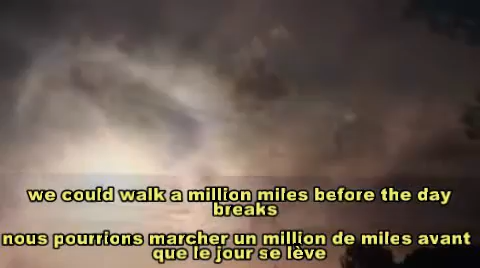 we could walk a million miles before the day
breaks
nous pourrions marcher un million de miles avant
que le jour se lève